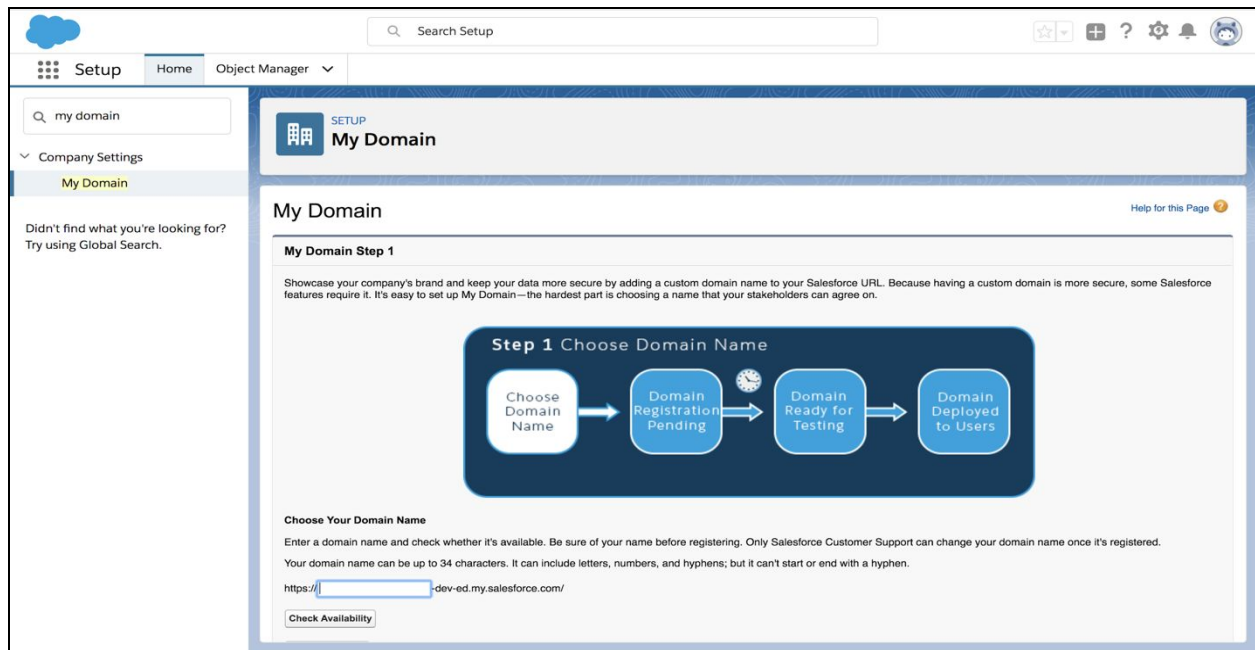 Search Setup
Setup
Home
Object Manager
my domain
Company Settings
My Domain
Didn't find what you're looking for?
Try using Global Search.
SETUP
My Domain
My Domain
Help for this Page ?
My Domain Step 1
Showcase your company's brand and keep your data more secure by adding a custom domain name to your Salesforce URL. Because having a custom domain is more secure, some Salesforce
features require it. It's easy to set up My Domain—the hardest part is choosing a name that your stakeholders can agree on.
Step 1 Choose Domain Name
Choose
Domain
Name
Domain
Registration
Pending
Domain
Ready for
Testing
Domain
Deployed
to Users
Choose Your Domain Name
Enter a domain name and check whether it's available. Be sure of your name before registering. Only Salesforce Customer Support can change your domain name once it's registered.
Your domain name can be up to 34 characters. It can include letters, numbers, and hyphens; but it can't start or end with a hyphen.
https:// -dev-ed.my.salesforce.com/
Check Availability